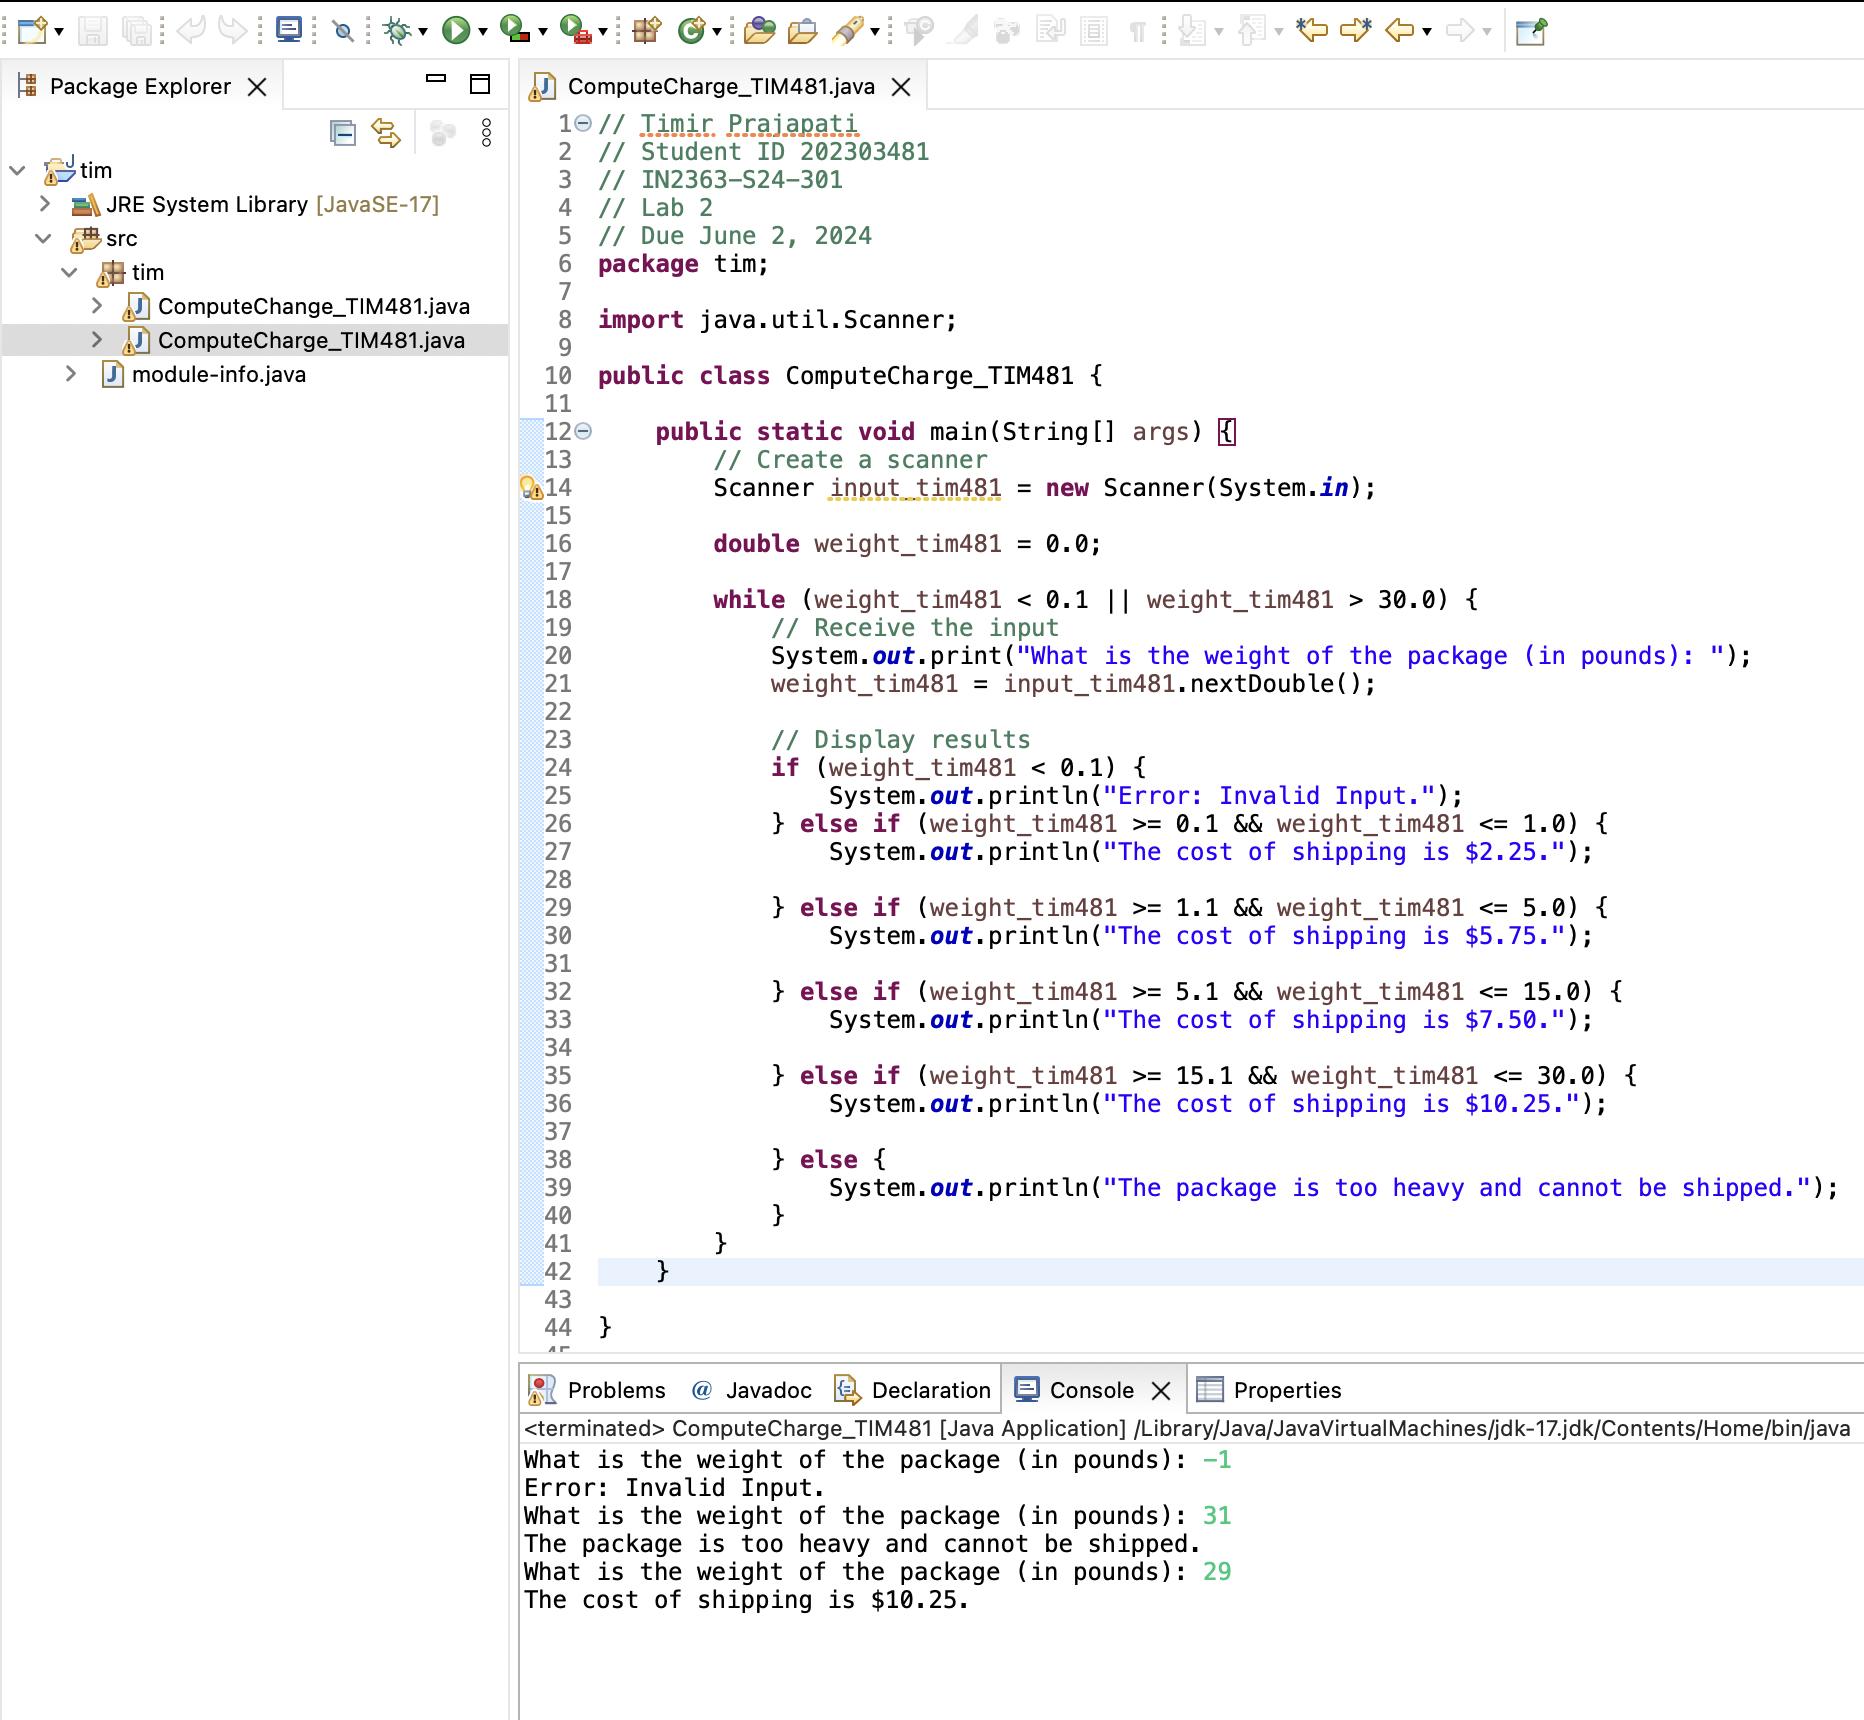 Package Explorer
tim
JRE System Library [JavaSE-17]
src
tim
ComputeChange_TIM481.java
ComputeCharge_TIM481.java
module-info.java
ComputeCharge_TIM481.java
1 // Timir Prajapati
2 // Student ID 202303481
3 // IN2363-S24-301
4 // Lab 2
5 // Due June 2, 2024
6 package tim;
7
8 import java.util.Scanner;
9
10 public class ComputeCharge_TIM481 {
11
12     public static void main(String[] args) {
13         // Create a scanner
14         Scanner input_tim481 = new Scanner(System.in);
15
16         double weight_tim481 = 0.0;
17
18         while (weight_tim481 < 0.1 || weight_tim481 > 30.0) {
19             // Receive the input
20             System.out.print("What is the weight of the package (in pounds): ");
21             weight_tim481 = input_tim481.nextDouble();
22
23             // Display results
24             if (weight_tim481 < 0.1) {
25                 System.out.println("Error: Invalid Input.");
26             } else if (weight_tim481 >= 0.1 && weight_tim481 <= 1.0) {
27                 System.out.println("The cost of shipping is $2.25.");
28
29             } else if (weight_tim481 >= 1.1 && weight_tim481 <= 5.0) {
30                 System.out.println("The cost of shipping is $5.75.");
31
32             } else if (weight_tim481 >= 5.1 && weight_tim481 <= 15.0) {
33                 System.out.println("The cost of shipping is $7.50.");
34
35             } else if (weight_tim481 >= 15.1 && weight_tim481 <= 30.0) {
36                 System.out.println("The cost of shipping is $10.25.");
37
38             } else {
39                 System.out.println("The package is too heavy and cannot be shipped.");
40             }
41         }
42     }
43
44 }
Problems @ Javadoc Declaration Console Properties
<terminated> ComputeCharge_TIM481 [Java Application] /Library/Java/JavaVirtualMachines/jdk-17.jdk/Contents/Home/bin/java
What is the weight of the package (in pounds): -1
Error: Invalid Input.
What is the weight of the package (in pounds): 31
The package is too heavy and cannot be shipped.
What is the weight of the package (in pounds): 29
The cost of shipping is $10.25.